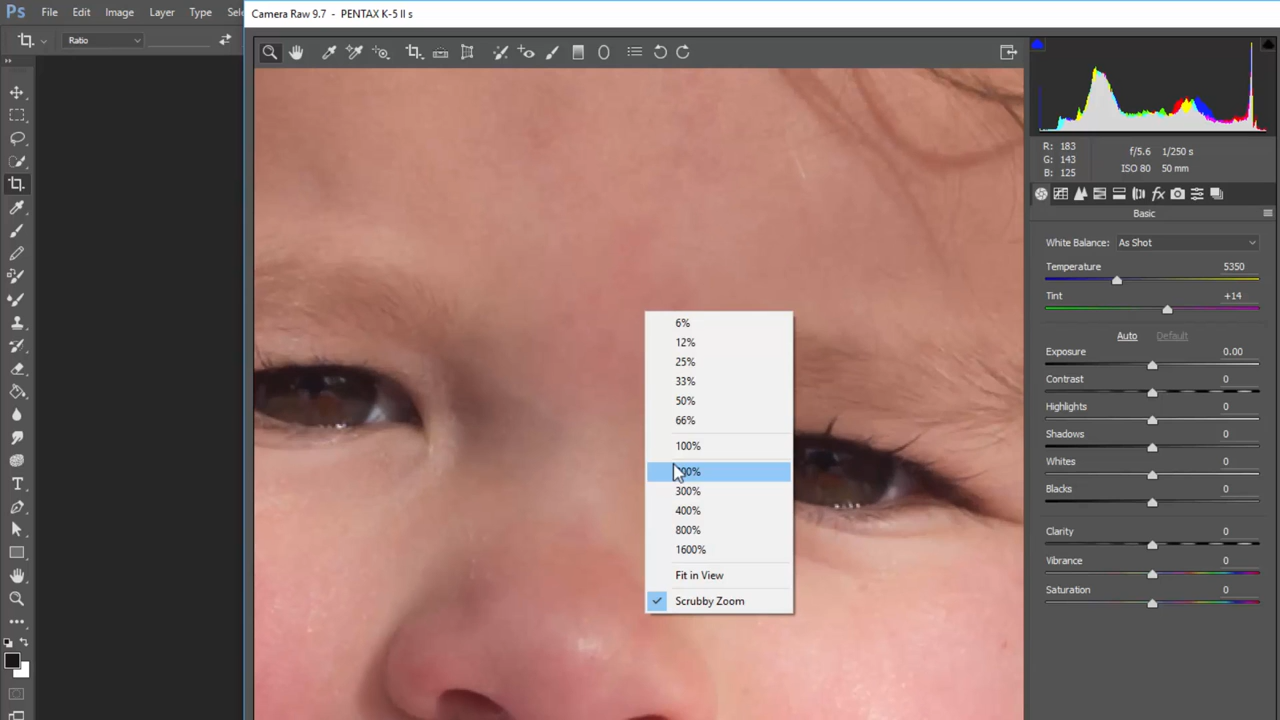 Ps File Edit Image Layer Type
Camera Raw 9.7 - PENTAX K-5 II s
Ratio
R: 183
G: 143
B: 125
f/5.6 1/250 s
ISO 80 50 mm
fx
Basic
White Balance: As Shot
Temperature 5350
Tint +14
Auto Default
Exposure 0.00
Contrast 0
Highlights 0
Shadows 0
Whites 0
Blacks 0
Clarity 0
Vibrance 0
Saturation 0
6%
12%
25%
33%
50%
66%
100%
300%
400%
800%
1600%
Fit in View
Scrubby Zoom